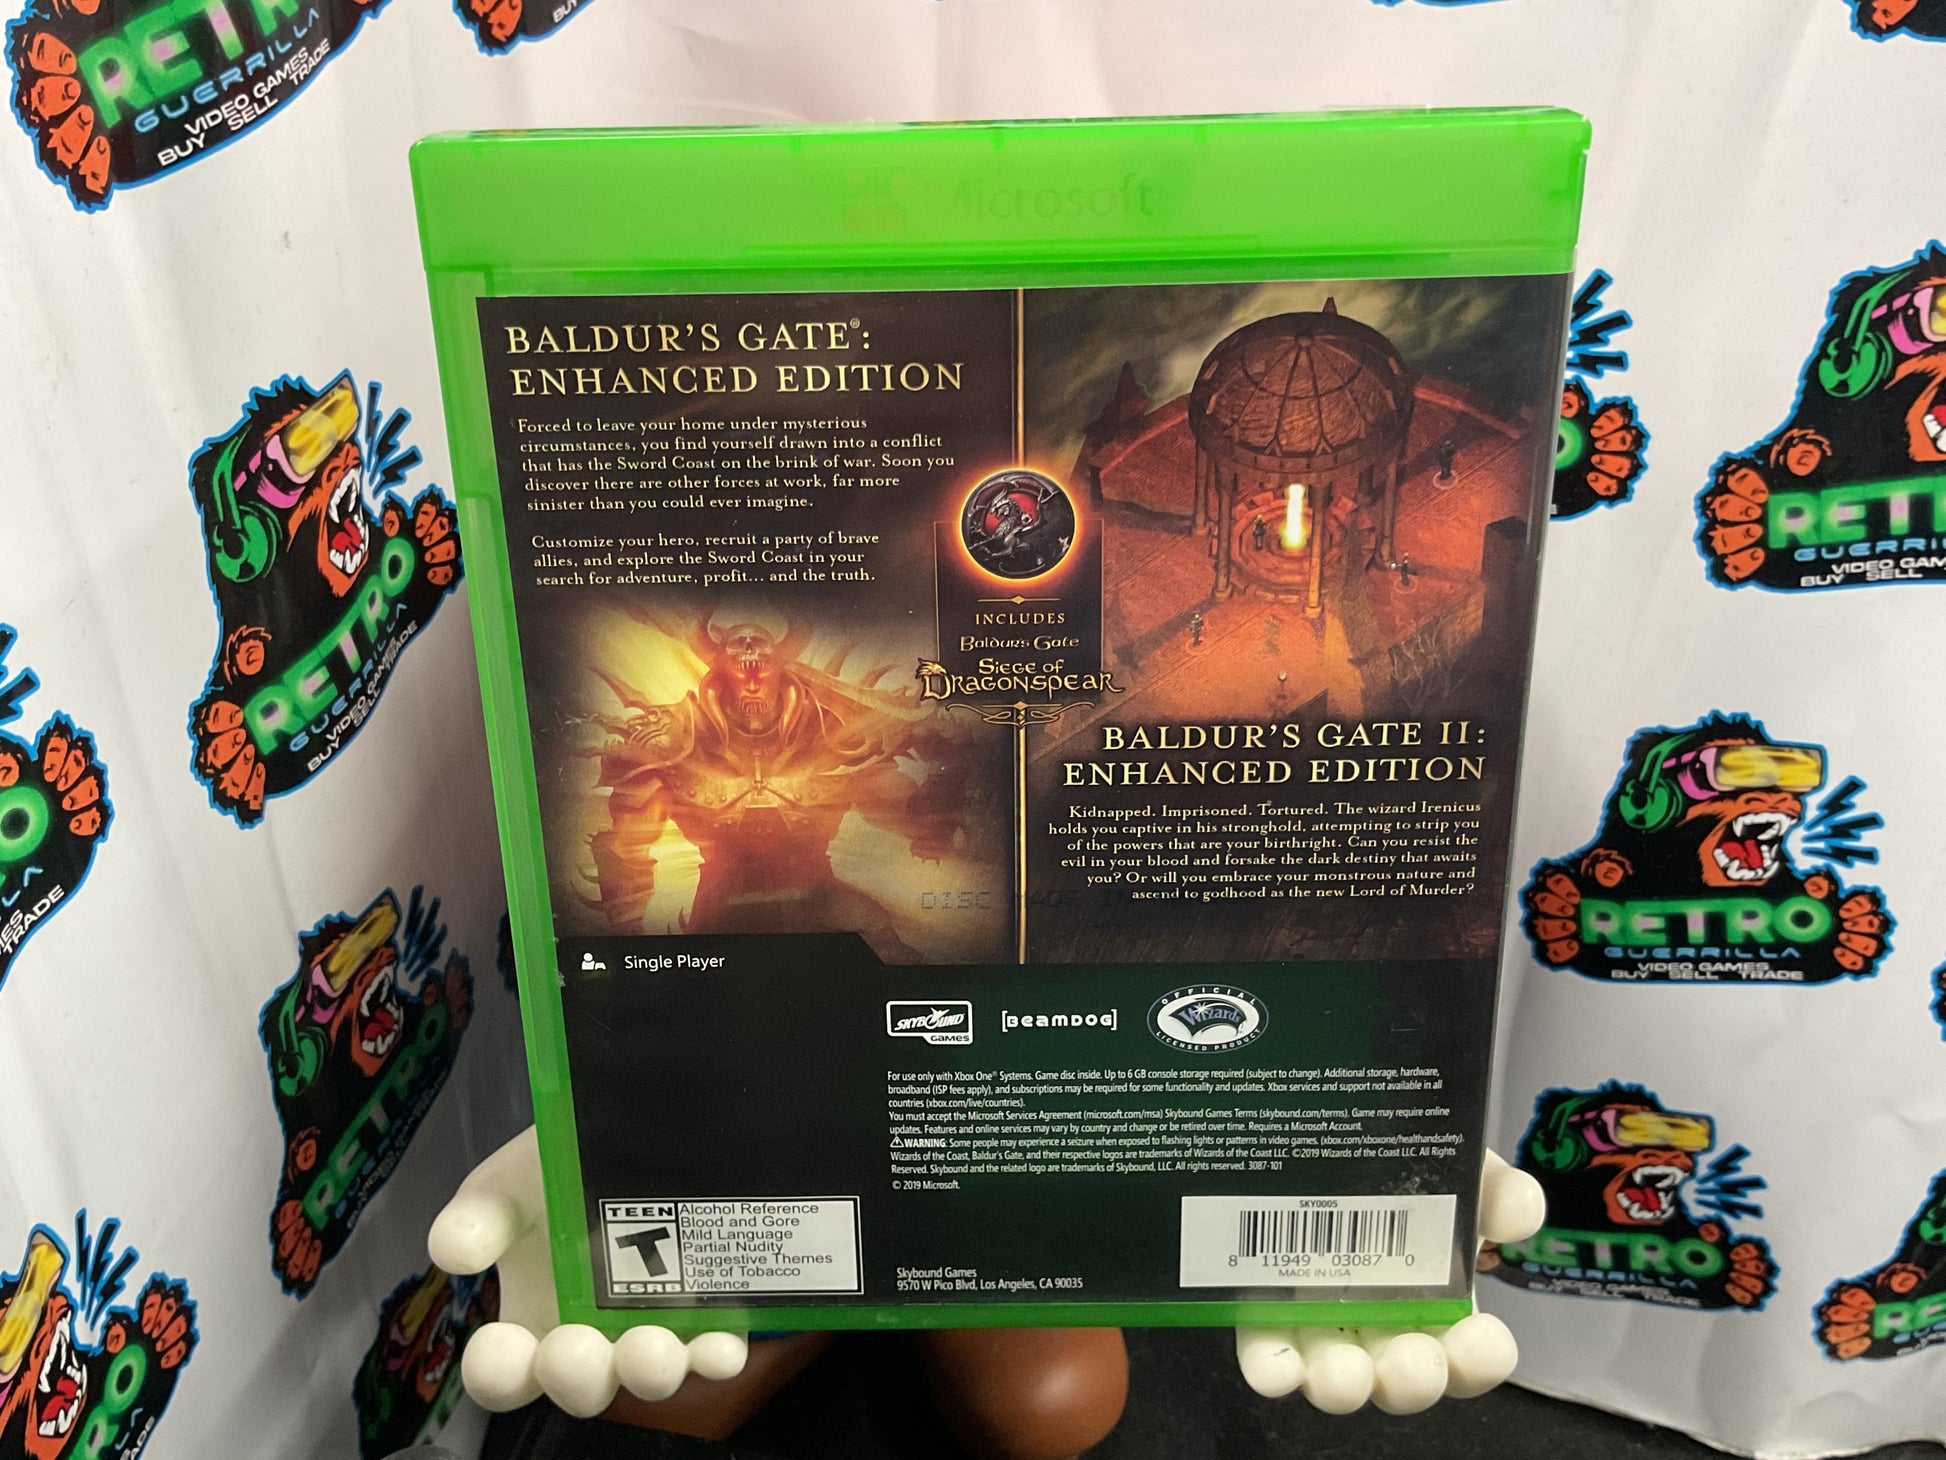 Microsoft
BALDUR'S GATE®:
ENHANCED EDITION
Forced to leave your home under mysterious
circumstances, you find yourself drawn into a conflict
that has the Sword Coast on the brink of war. Soon you
discover there are other forces at work, far more
sinister than you could ever imagine.
Customize your hero, recruit a party of brave
allies, and explore the Sword Coast in your
search for adventure, profit... and the truth.
INCLUDES
Baldur's Gate
Siege of
Dragonspear
BALDUR'S GATE II:
ENHANCED EDITION
Kidnapped. Imprisoned. Tortured. The wizard Irenicus
holds you captive in his stronghold, attempting to strip you
of the powers that are your birthright. Can you resist the
evil in your blood and forsake the dark destiny that awaits
you? Or will you embrace your monstrous nature and
ascend to godhood as the new Lord of Murder?
DISC MADE IN
Single Player
SKYBOUND
GAMES
[BEAMDOG]
OFFICIAL
Wizards
LICENSED PRODUCT
For use only with Xbox One® Systems. Game disc inside. Up to 6 GB console storage required (subject to change). Additional storage, hardware,
broadband (ISP fees apply), and subscriptions may be required for some functionality and updates. Xbox services and support not available in all
countries (xbox.com/live/countries).
You must accept the Microsoft Services Agreement (microsoft.com/msa) Skybound Games Terms (skybound.com/terms). Game may require online
updates. Features and online services may vary by country and change or be retired over time. Requires a Microsoft Account.
⚠WARNING: Some people may experience a seizure when exposed to flashing lights or patterns in video games. (xbox.com/xboxone/healthandsafety).
Wizards of the Coast, Baldur's Gate, and their respective logos are trademarks of Wizards of the Coast LLC. ©2019 Wizards of the Coast LLC. All Rights
Reserved. Skybound and the related logo are trademarks of Skybound, LLC. All rights reserved. 3087-101
© 2019 Microsoft.
TEEN
T
ESRB
Alcohol Reference
Blood and Gore
Mild Language
Partial Nudity
Suggestive Themes
Use of Tobacco
Violence
Skybound Games
9570 W Pico Blvd, Los Angeles, CA 90035
SKY0005
8 11949 03087 0
MADE IN USA
RETRO
GUERRILLA
VIDEO GAMES
BUY SELL TRADE
RETRO
GUERRILLA
VIDEO GAMES
BUY SELL TRADE
RETRO
GUERRILLA
VIDEO GAMES
BUY SELL TRADE